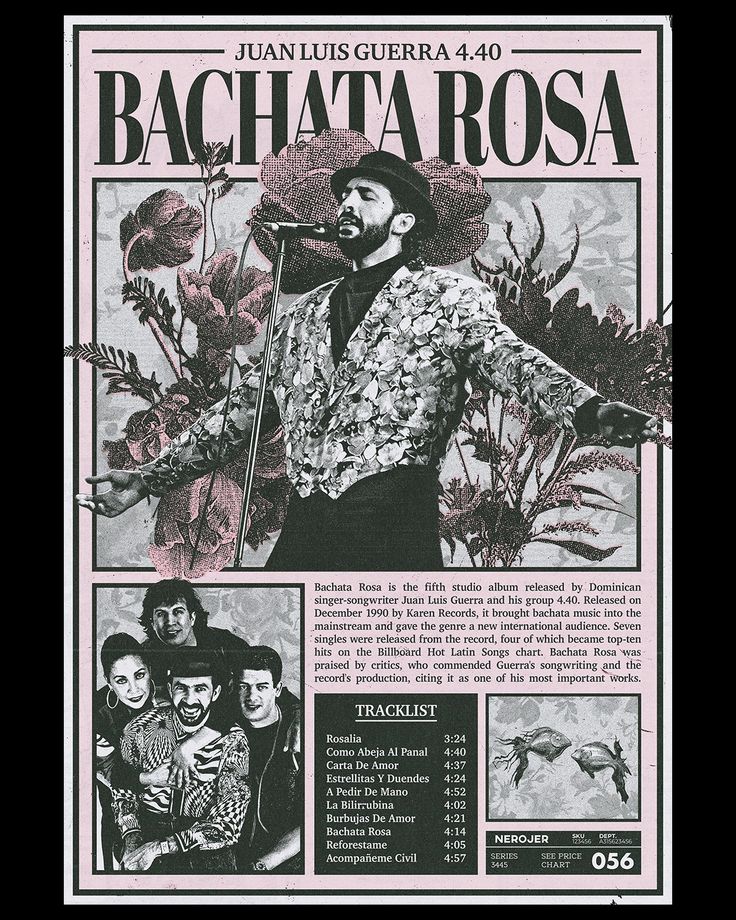 JUAN LUIS GUERRA 4.40
BACHATA ROSA
Bachata Rosa is the fifth studio album released by Dominican
singer-songwriter Juan Luis Guerra and his group 4.40. Released on
December 1990 by Karen Records, it brought bachata music into the
mainstream and gave the genre a new international audience. Seven
singles were released from the record, four of which became top-ten
hits on the Billboard Hot Latin Songs chart. Bachata Rosa was
praised by critics, who commended Guerra's songwriting and the
record's production, citing it as one of his most important works.
TRACKLIST
Rosalia 3:24
Como Abeja Al Panal 4:40
Carta De Amor 4:37
Estrellitas Y Duendes 4:24
A Pedir De Mano 4:52
La Bilirrubina 4:02
Burbujas De Amor 4:21
Bachata Rosa 4:14
Reforestame 4:05
Acompañeme Civil 4:57
NEROJER
SKU
123456
DEPT.
A315623456
SERIES
3445
SEE PRICE
CHART
056